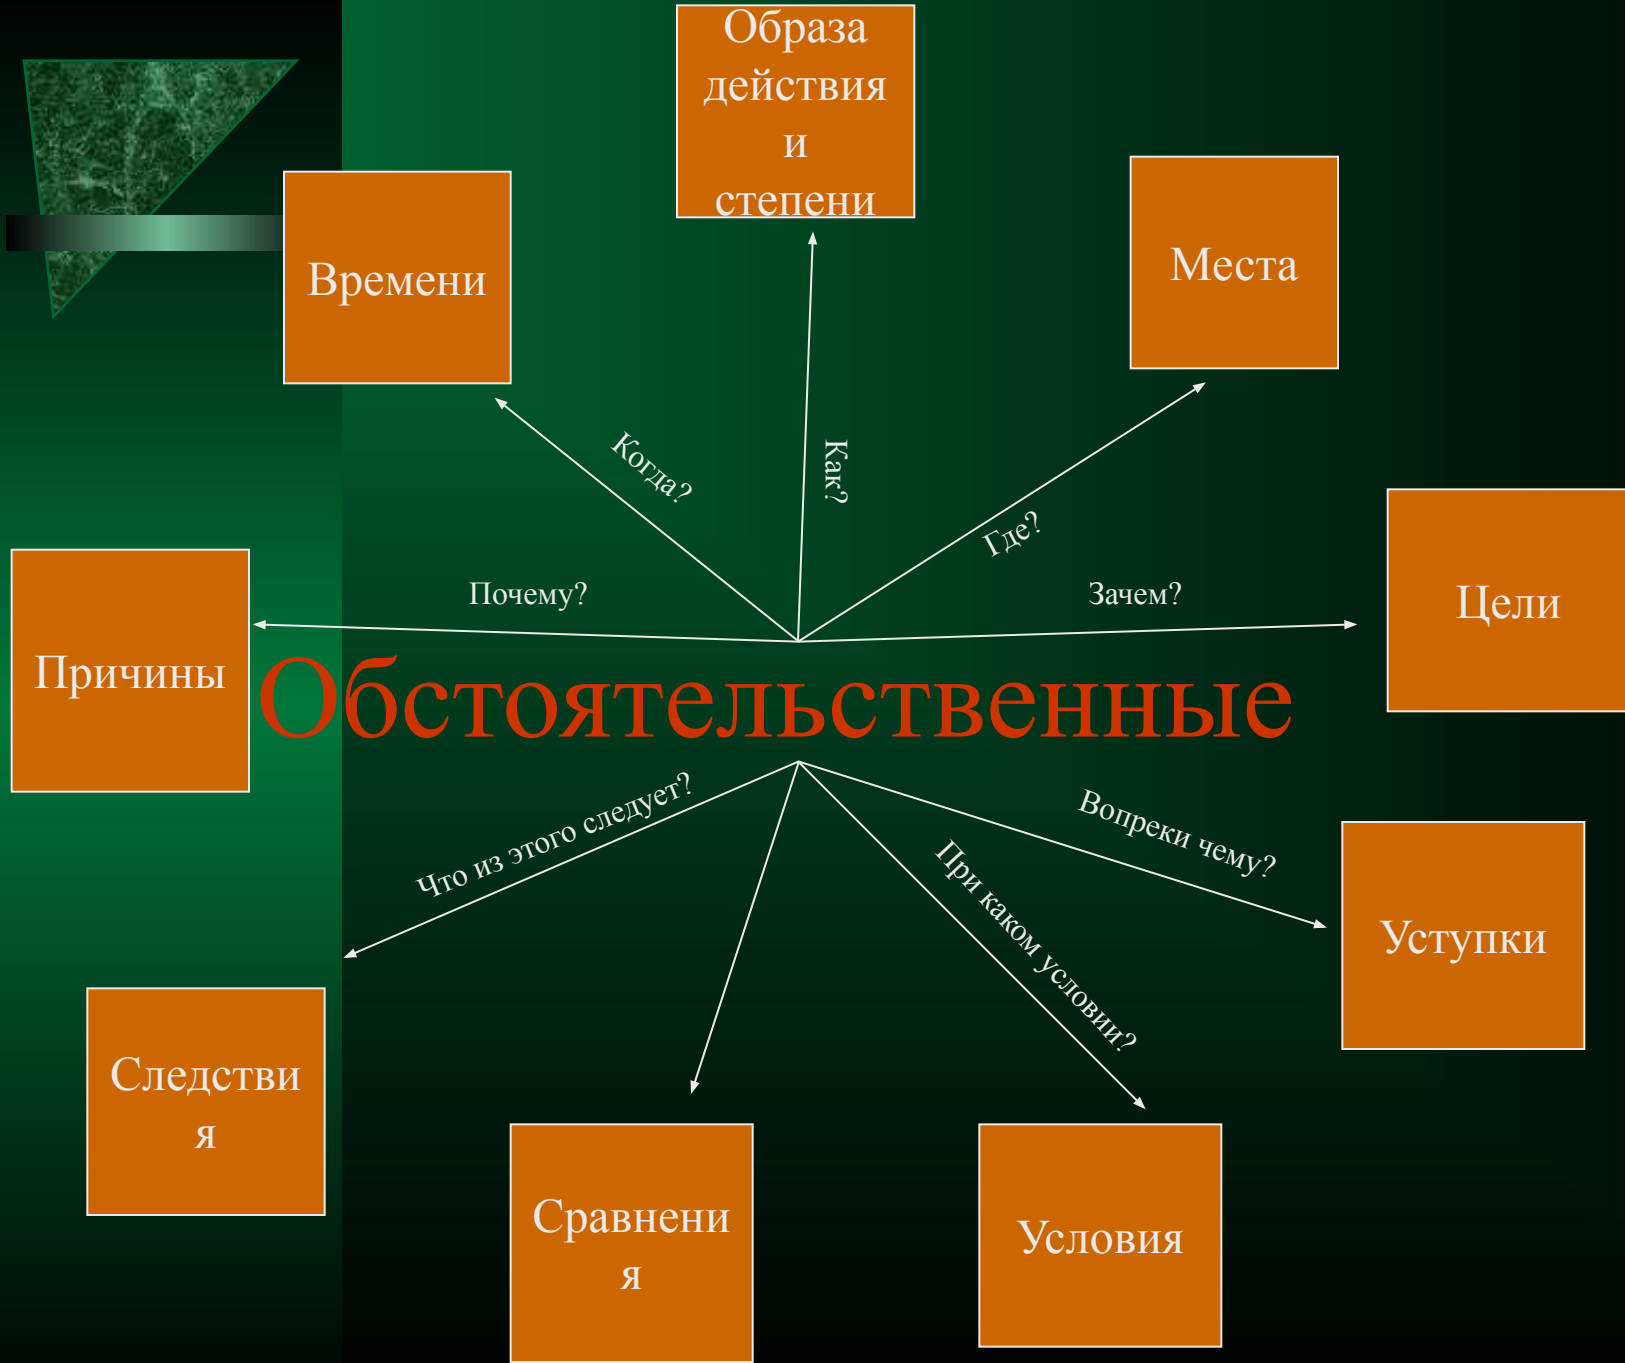 Образа
действия
и
степени
Времени
Места
Когда?
Как?
Где?
Почему?
Зачем?
Цели
Причины
Обстоятельственные
Что из этого следует?
Вопреки чему?
При каком условии?
Уступки
Следстви
я
Сравнени
я
Условия